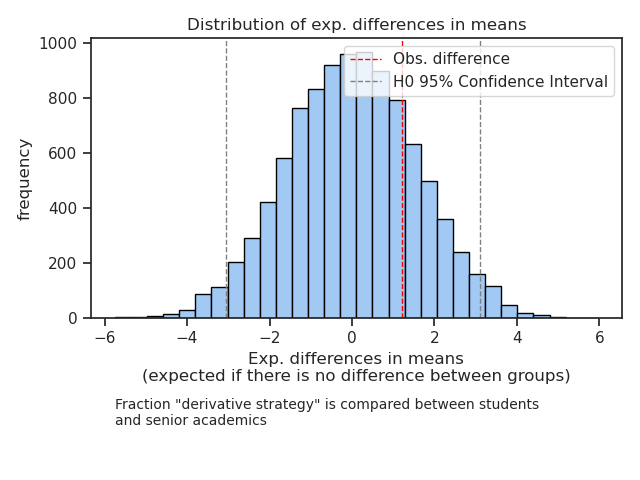 Distribution of exp. differences in means
Obs. difference
H0 95% Confidence Interval
1000
800
600
400
200
0
frequency
−6
−4
−2
0
2
4
6
Exp. differences in means
(expected if there is no difference between groups)
Fraction "derivative strategy" is compared between students
and senior academics